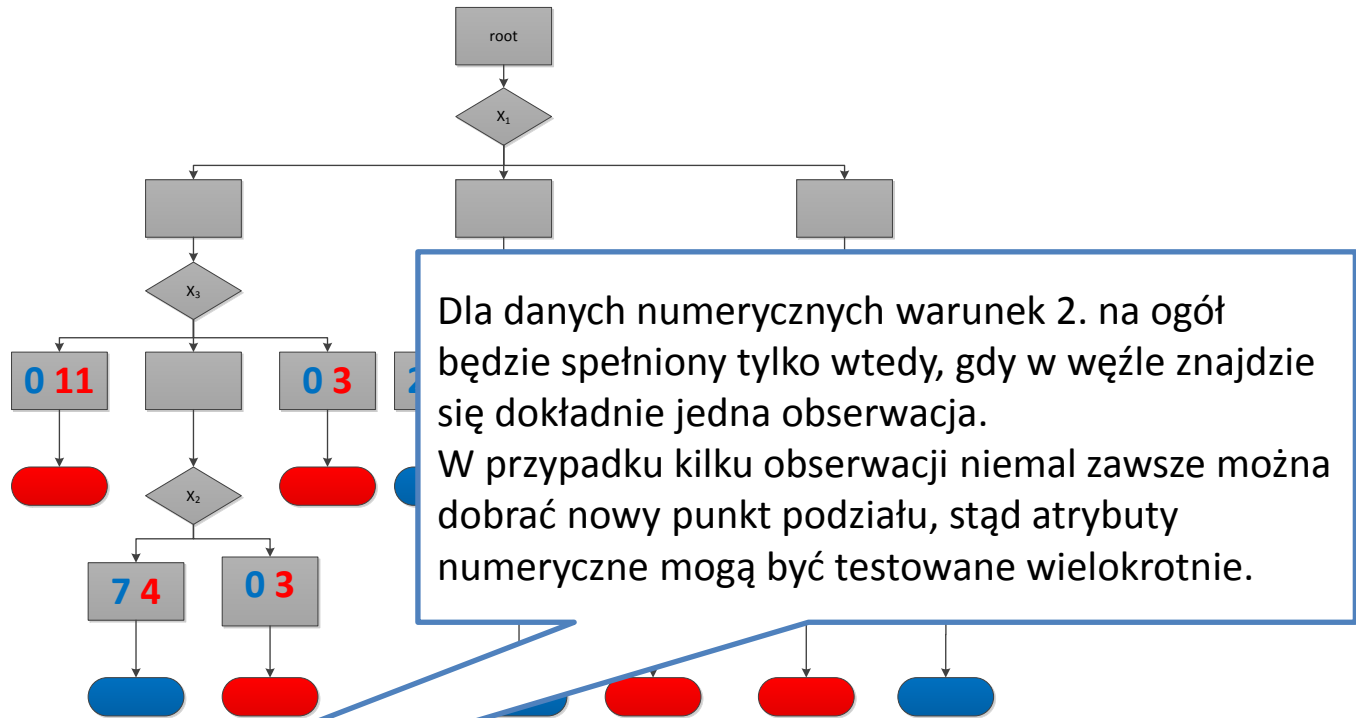 root
X₁
X₃
0 11
0 3
2
Dla danych numerycznych warunek 2. na ogół
będzie spełniony tylko wtedy, gdy w węźle znajdzie
się dokładnie jedna obserwacja.
W przypadku kilku obserwacji niemal zawsze można
dobrać nowy punkt podziału, stąd atrybuty
numeryczne mogą być testowane wielokrotnie.
X₂
7 4
0 3